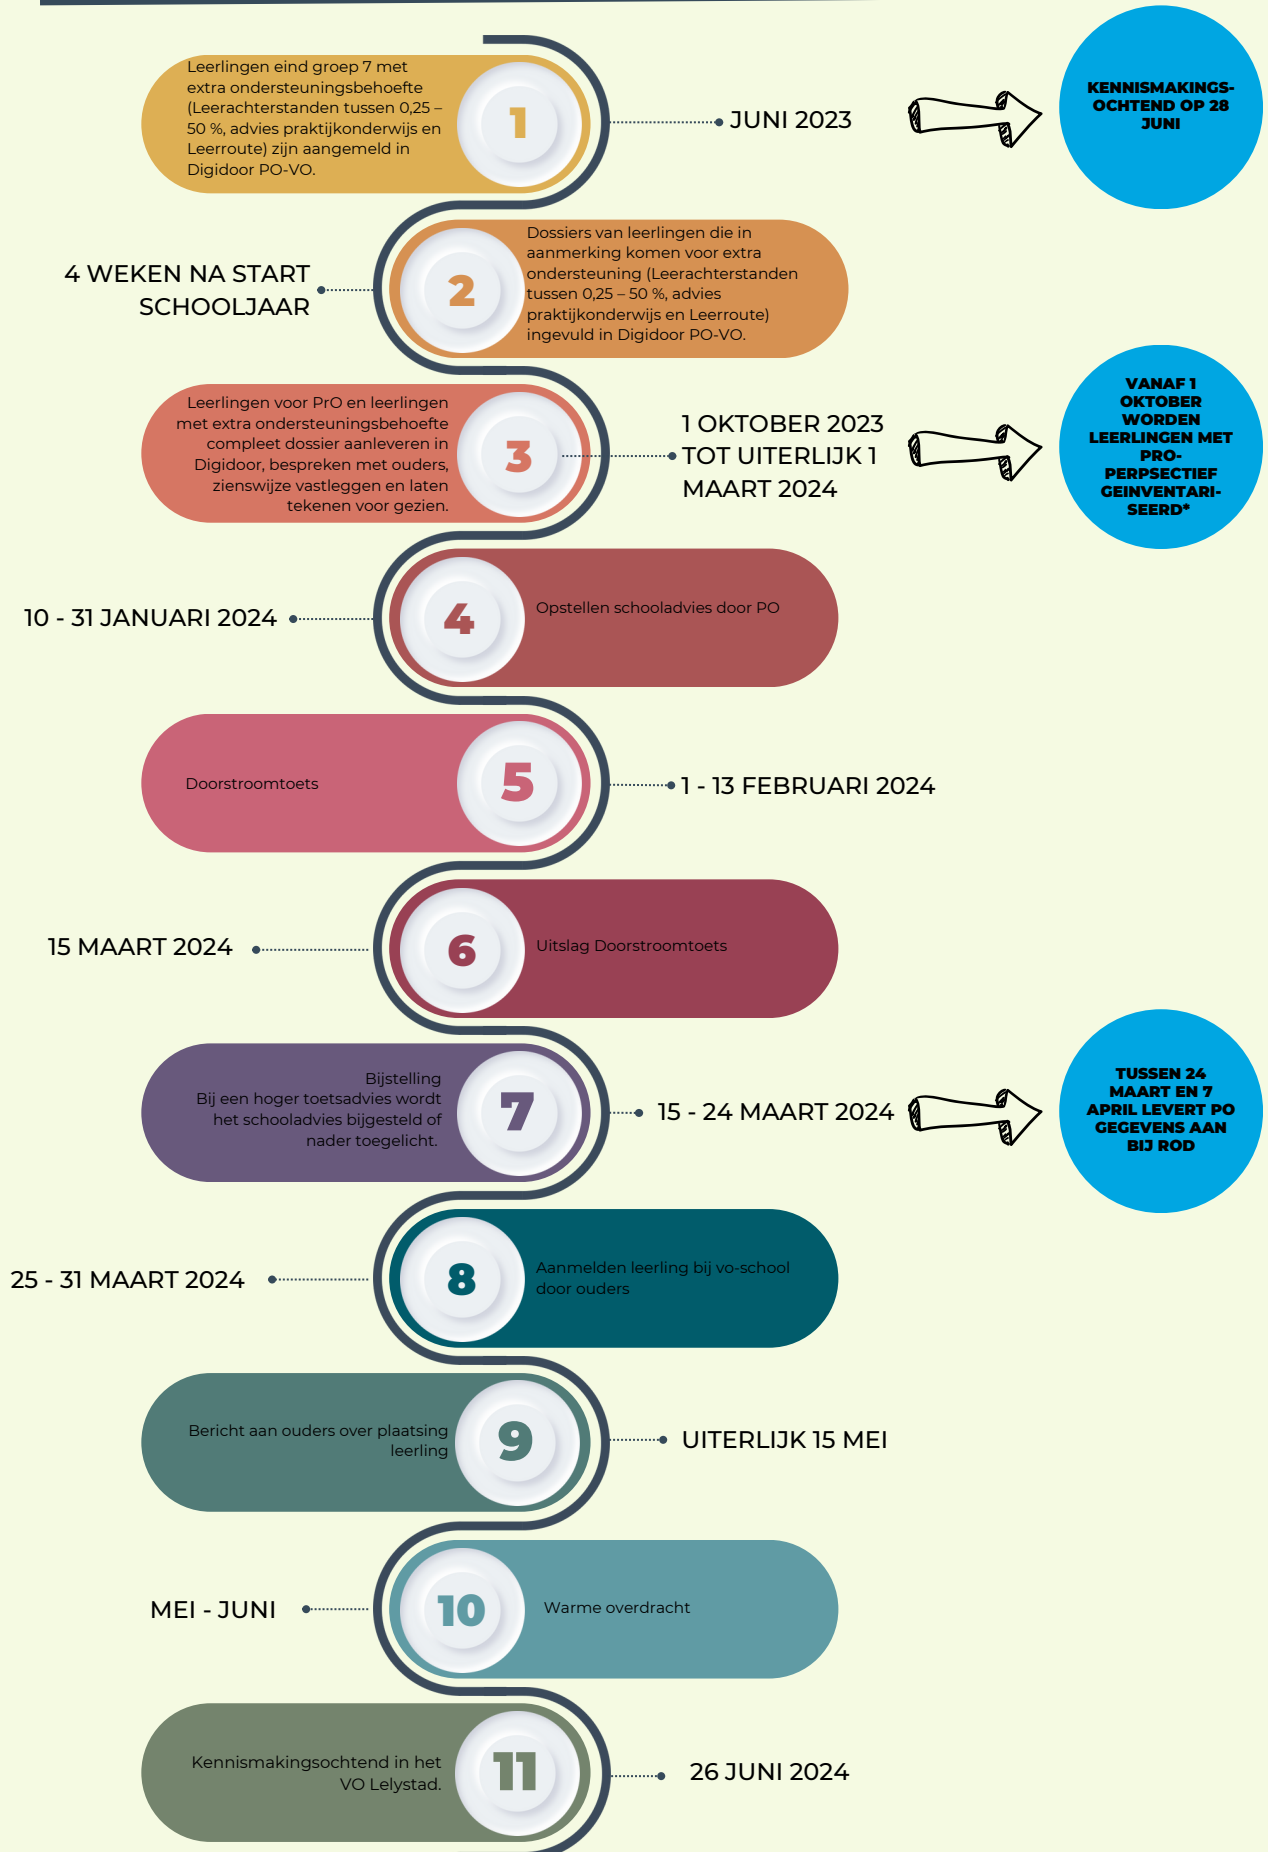 Leerlingen eind groep 7 met
extra ondersteuningsbehoefte
(Leerachterstanden tussen 0,25 –
50 %, advies praktijkonderwijs en
Leerroute) zijn aangemeld in
Digidoor PO-VO.
1
JUNI 2023
KENNISMAKINGS-
OCHTEND OP 28
JUNI
4 WEKEN NA START
SCHOOLJAAR
2
Dossiers van leerlingen die in
aanmerking komen voor extra
ondersteuning (Leerachterstanden
tussen 0,25 – 50 %, advies
praktijkonderwijs en Leerroute)
ingevuld in Digidoor PO-VO.
Leerlingen voor PrO en leerlingen
met extra ondersteuningsbehoefte
compleet dossier aanleveren in
Digidoor, bespreken met ouders,
zienswijze vastleggen en laten
tekenen voor gezien.
3
1 OKTOBER 2023
TOT UITERLIJK 1
MAART 2024
VANAF 1
OKTOBER
WORDEN
LEERLINGEN MET
PRO-
PERPSECTIEF
GEINVENTARI-
SEERD*
10 - 31 JANUARI 2024
4
Opstellen schooladvies door PO
Doorstroomtoets
5
1 - 13 FEBRUARI 2024
15 MAART 2024
6
Uitslag Doorstroomtoets
Bijstelling
Bij een hoger toetsadvies wordt
het schooladvies bijgesteld of
nader toegelicht.
7
15 - 24 MAART 2024
TUSSEN 24
MAART EN 7
APRIL LEVERT PO
GEGEVENS AAN
BIJ ROD
25 - 31 MAART 2024
8
Aanmelden leerling bij vo-school
door ouders
Bericht aan ouders over plaatsing
leerling
9
UITERLIJK 15 MEI
MEI - JUNI
10
Warme overdracht
Kennismakingsochtend in het
VO Lelystad.
11
26 JUNI 2024